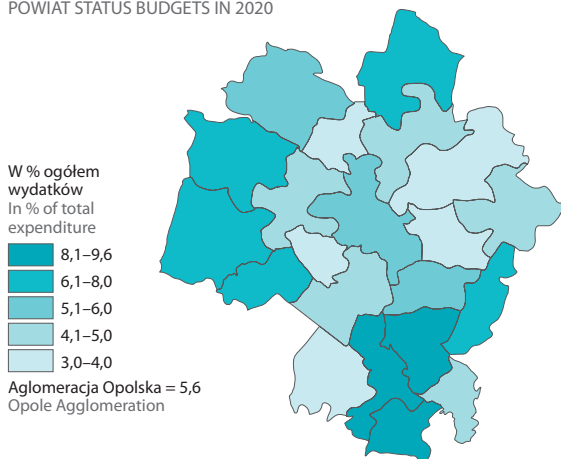 POWIAT STATUS BUDGETS IN 2020
W % ogółem
wydatków
In % of total
expenditure
8,1–9,6
6,1–8,0
5,1–6,0
4,1–5,0
3,0–4,0
Aglomeracja Opolska = 5,6
Opole Agglomeration